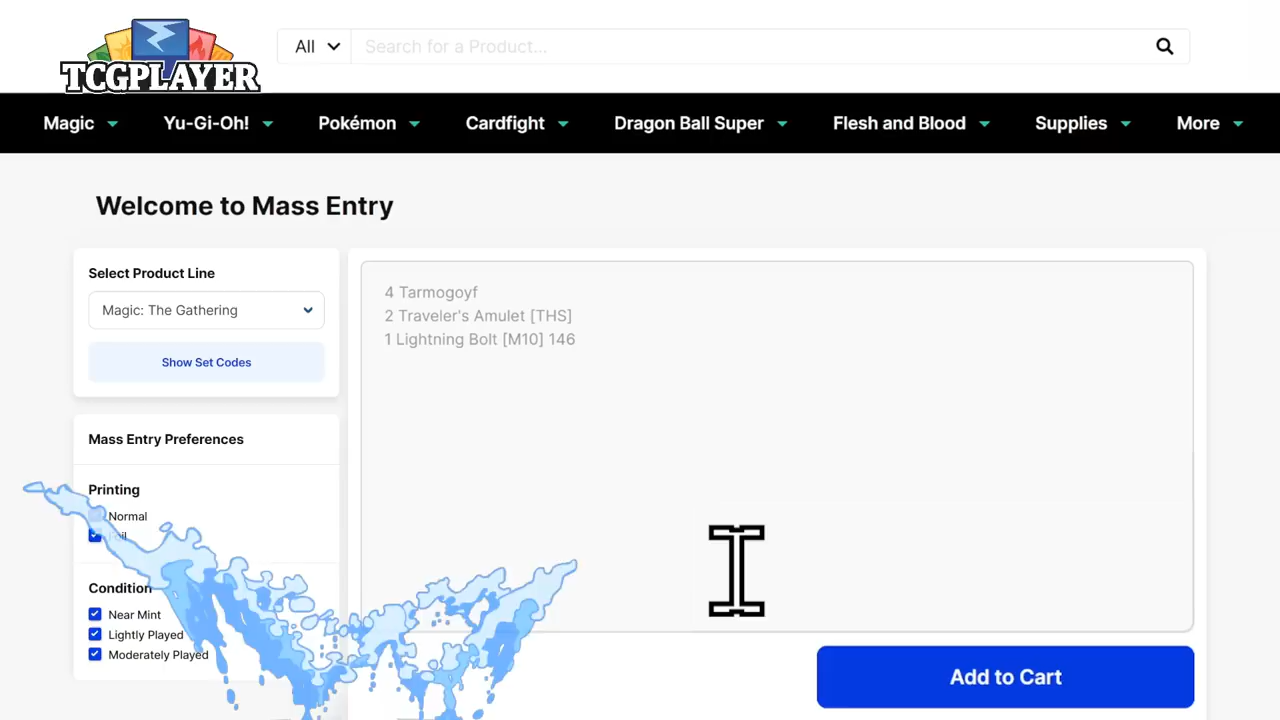 TCGPLAYER
All
Search for a Product...
Magic
Yu-Gi-Oh!
Pokémon
Cardfight
Dragon Ball Super
Flesh and Blood
Supplies
More
Welcome to Mass Entry
Select Product Line
Magic: The Gathering
Show Set Codes
4 Tarmogoyf
2 Traveler's Amulet [THS]
1 Lightning Bolt [M10] 146
Mass Entry Preferences
Printing
Normal
Condition
Near Mint
Lightly Played
Moderately Played
Add to Cart